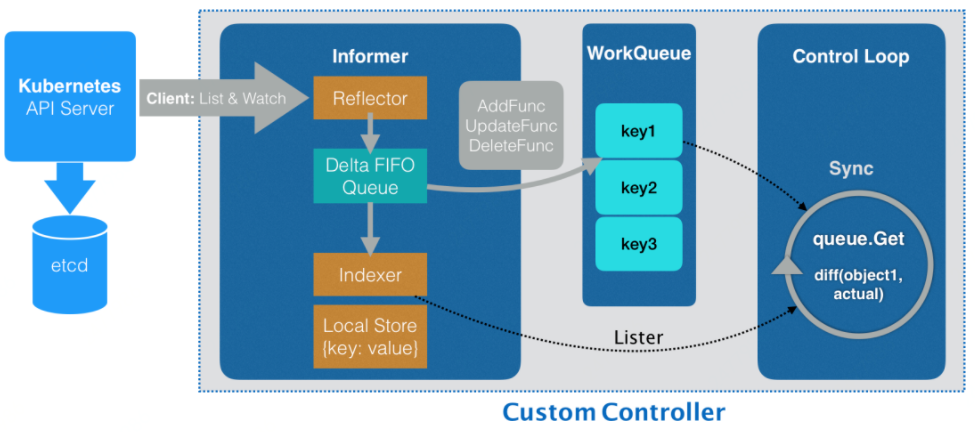 Kubernetes
API Server
etcd
Client: List & Watch
Informer
Reflector
Delta FIFO
Queue
Indexer
Local Store
{key: value}
AddFunc
UpdateFunc
DeleteFunc
WorkQueue
key1
key2
key3
Control Loop
Sync
queue.Get
diff(object1,
actual)
Lister
Custom Controller